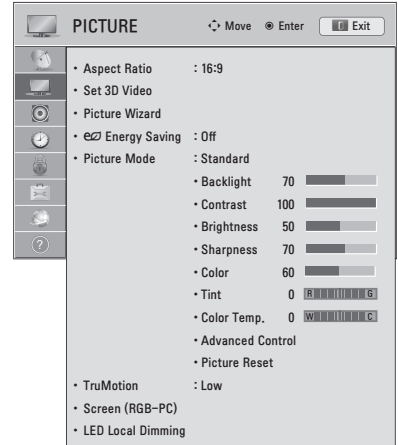 PICTURE Move Enter Exit
• Aspect Ratio : 16:9
• Set 3D Video
• Picture Wizard
• Energy Saving : Off
• Picture Mode : Standard
• Backlight 70
• Contrast 100
• Brightness 50
• Sharpness 70
• Color 60
• Tint 0 R G
• Color Temp. 0 W C
• Advanced Control
• Picture Reset
• TruMotion : Low
• Screen (RGB-PC)
• LED Local Dimming
?